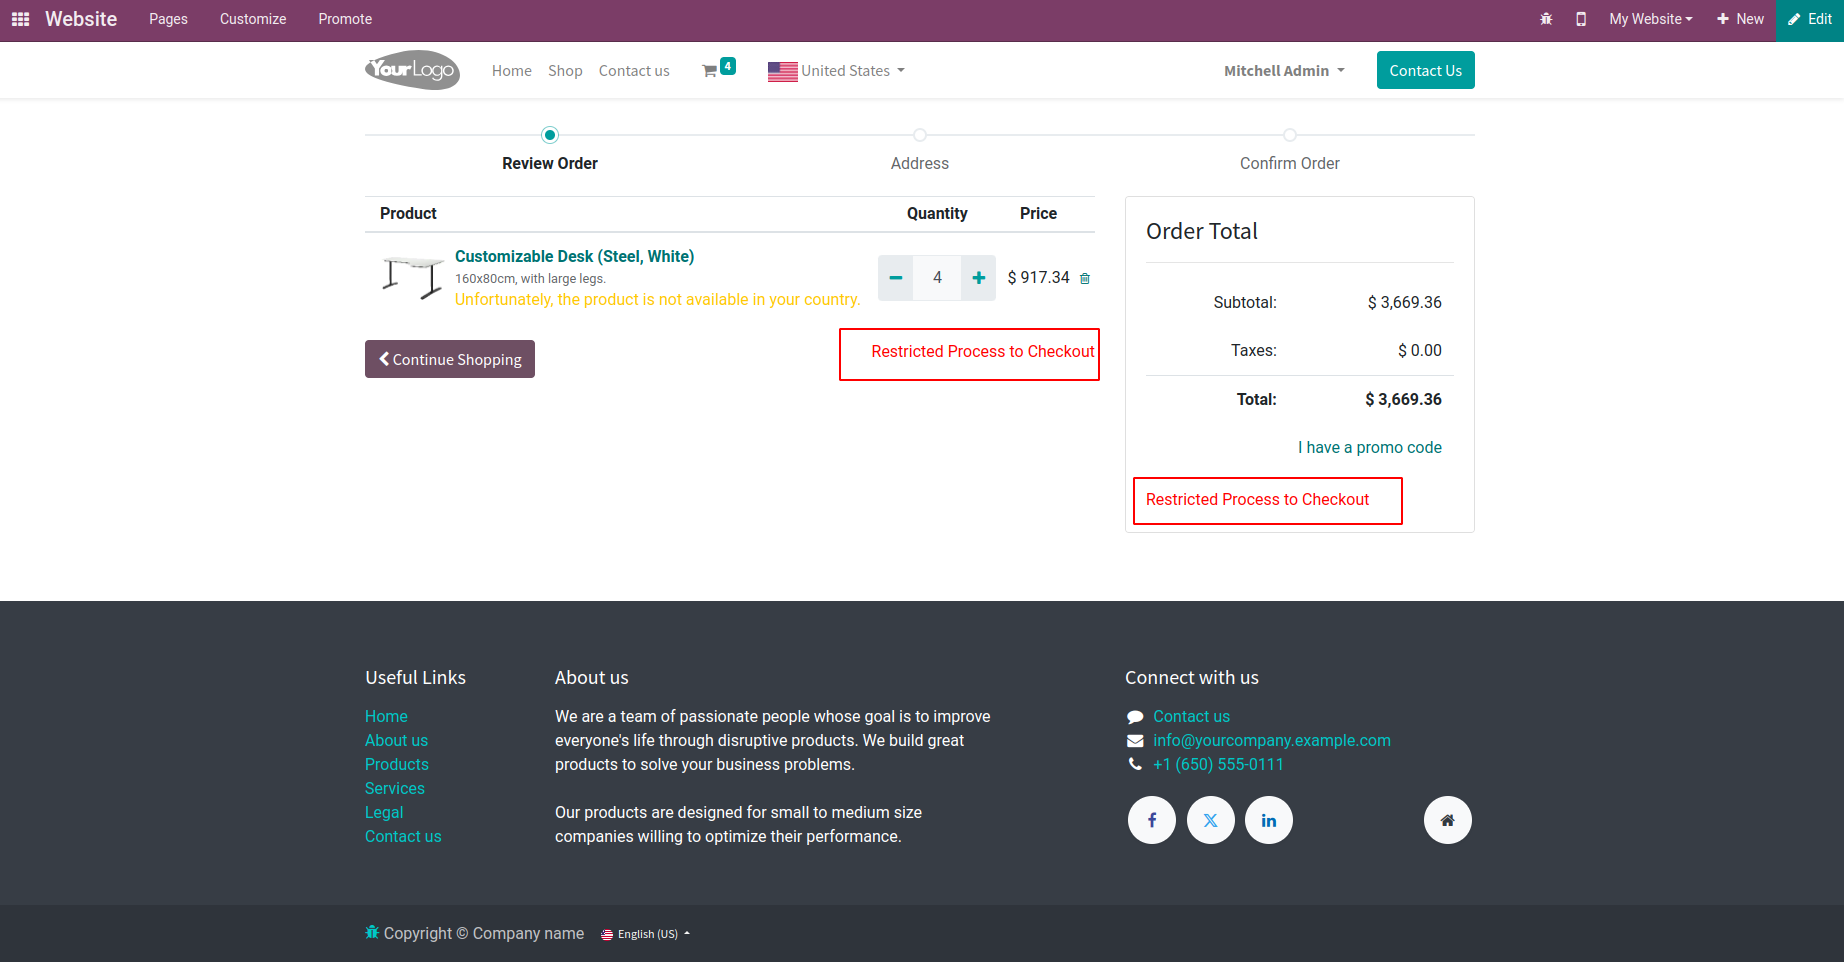 Website Pages Customize Promote My Website New Edit
YourLogo Home Shop Contact us 4 United States Mitchell Admin Contact Us
Review Order Address Confirm Order
Product Quantity Price
Customizable Desk (Steel, White)
160x80cm, with large legs.
Unfortunately, the product is not available in your country.
4 $ 917.34
Continue Shopping
Restricted Process to Checkout
Order Total
Subtotal: $ 3,669.36
Taxes: $ 0.00
Total: $ 3,669.36
I have a promo code
Restricted Process to Checkout
Useful Links
Home
About us
Products
Services
Legal
Contact us
About us
We are a team of passionate people whose goal is to improve
everyone's life through disruptive products. We build great
products to solve your business problems.
Our products are designed for small to medium size
companies willing to optimize their performance.
Connect with us
Contact us
info@yourcompany.example.com
+1 (650) 555-0111
Copyright © Company name English (US)